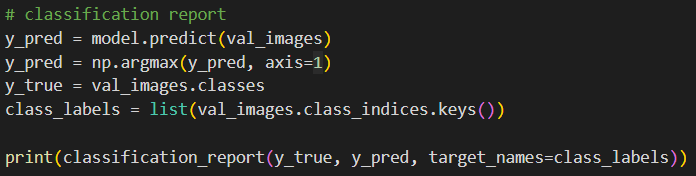 # classification report
y_pred = model.predict(val_images)
y_pred = np.argmax(y_pred, axis=1)
y_true = val_images.classes
class_labels = list(val_images.class_indices.keys())
print(classification_report(y_true, y_pred, target_names=class_labels))